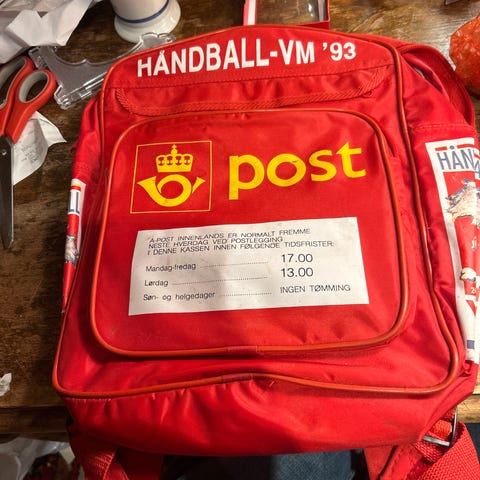 HÅNDBALL-VM '93
post
A-POST INNENLANDS ER NORMALT FREMME
NESTE HVERDAG VED POSTLEGGING
I DENNE KASSEN INNEN FØLGENDE TIDSFRISTER:
Mandag-fredag ........................ 17.00
Lørdag ........................ 13.00
Søn- og helgedager ........................ INGEN TØMMING